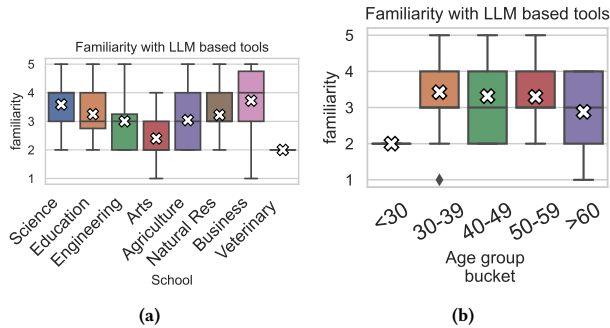 Familiarity with LLM based tools
familiarity
5
4
3
2
1
Science
Education
Engineering
Arts
Agriculture
Natural Res
Business
Veterinary
School
(a)
Familiarity with LLM based tools
familiarity
5
4
3
2
1
<30
30-39
40-49
50-59
>60
Age group
bucket
(b)